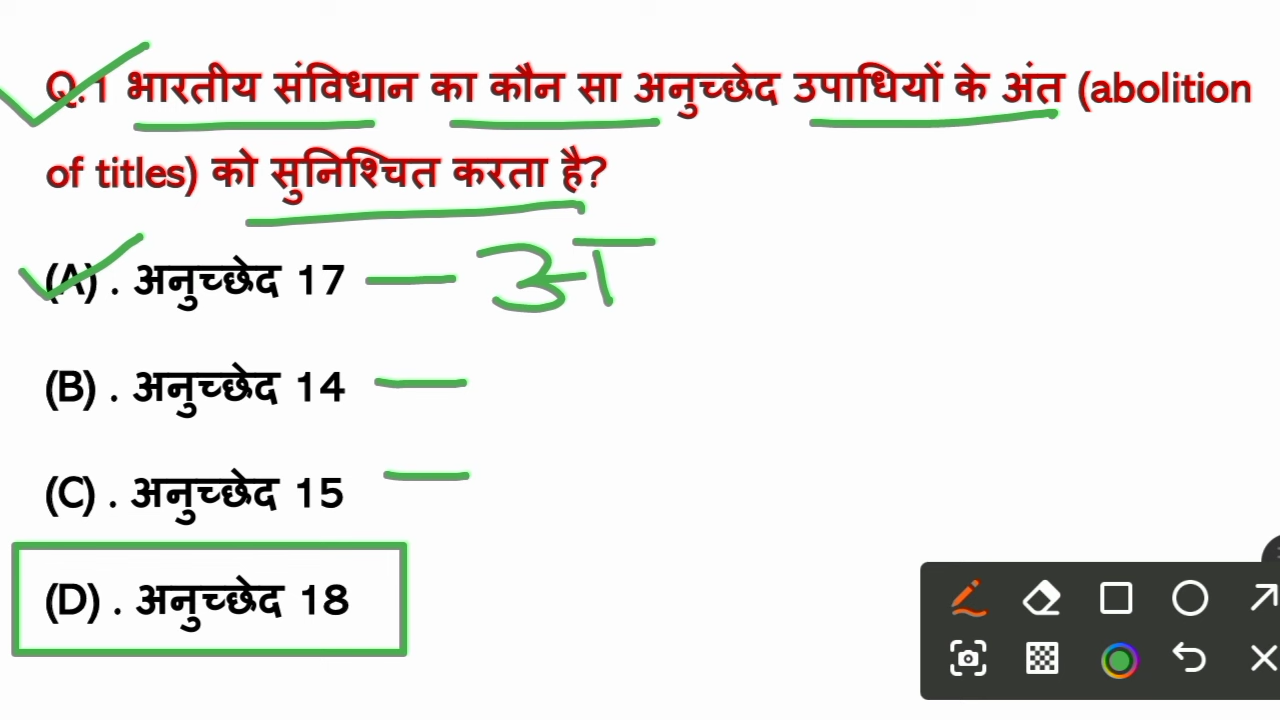 Q.1 भारतीय संविधान का कौन सा अनुच्छेद उपाधियों के अंत (abolition
of titles) को सुनिश्चित करता है?
(A) . अनुच्छेद 17 — अ
(B) . अनुच्छेद 14 —
(C) . अनुच्छेद 15 —
(D) . अनुच्छेद 18